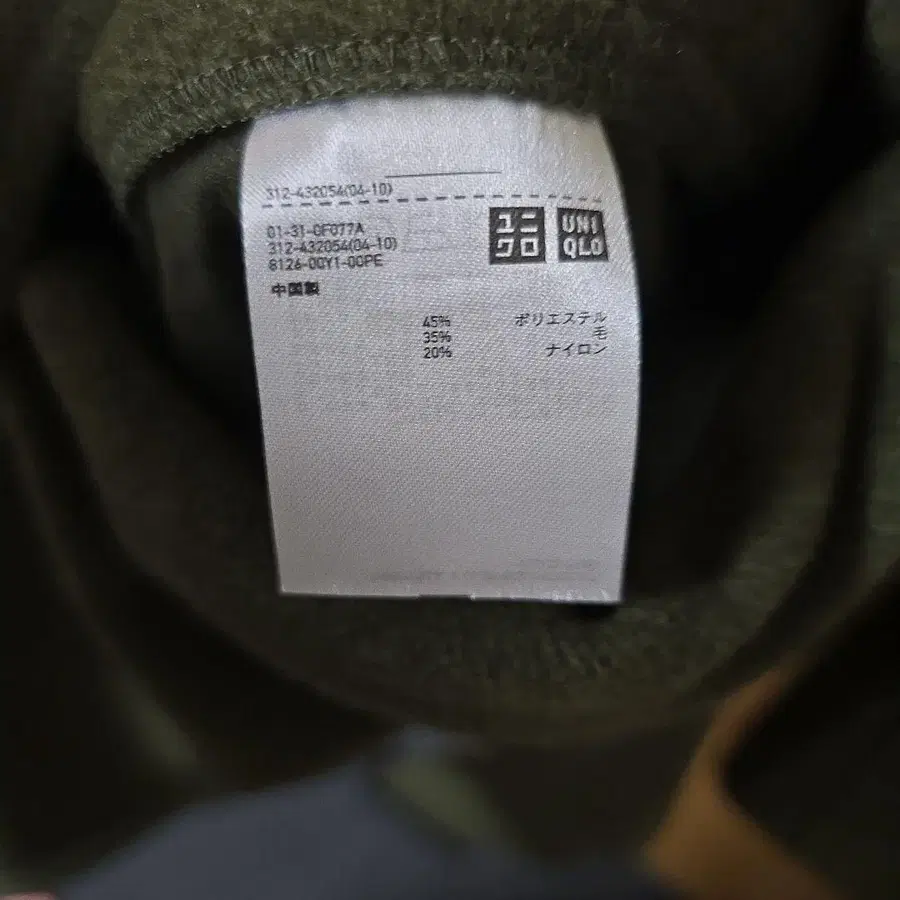 312-432054(04-10)
01-31-0F077A
312-432054(04-10)
8126-00Y1-00PE
中国製
ユニ
クロ
UNI
QLO
45% ポリエステル
35% 毛
20% ナイロン